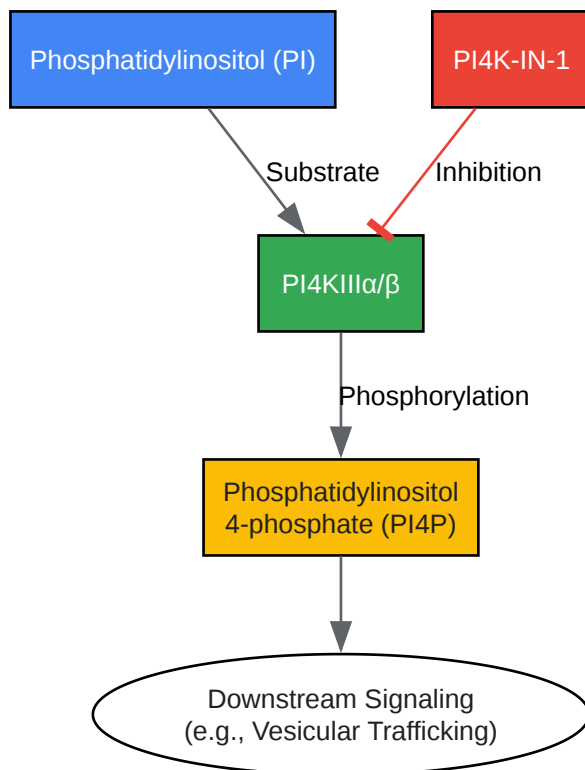 Phosphatidylinositol (PI)
PI4K-IN-1
Substrate
Inhibition
PI4KIIIα/β
Phosphorylation
Phosphatidylinositol
4-phosphate (PI4P)
Downstream Signaling
(e.g., Vesicular Trafficking)